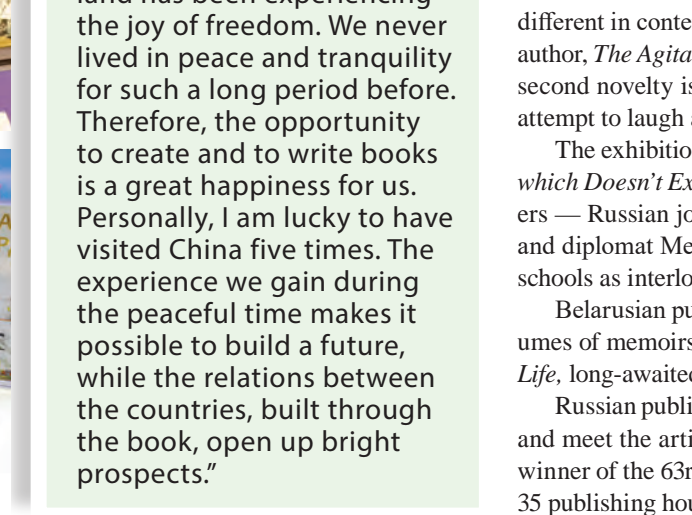 land has been experiencing
the joy of freedom. We never
lived in peace and tranquility
for such a long period before.
Therefore, the opportunity
to create and to write books
is a great happiness for us.
Personally, I am lucky to have
visited China five times. The
experience we gain during
the peaceful time makes it
possible to build a future,
while the relations between
the countries, built through
the book, open up bright
prospects.”
different in conte
author, The Agita
second novelty is
attempt to laugh
The exhibition
which Doesn't Ex
ers — Russian jo
and diplomat Me
schools as interlo
Belarusian pu
umes of memoirs
Life, long-awaited
Russian publi
and meet the arti
winner of the 63r
35 publishing hou